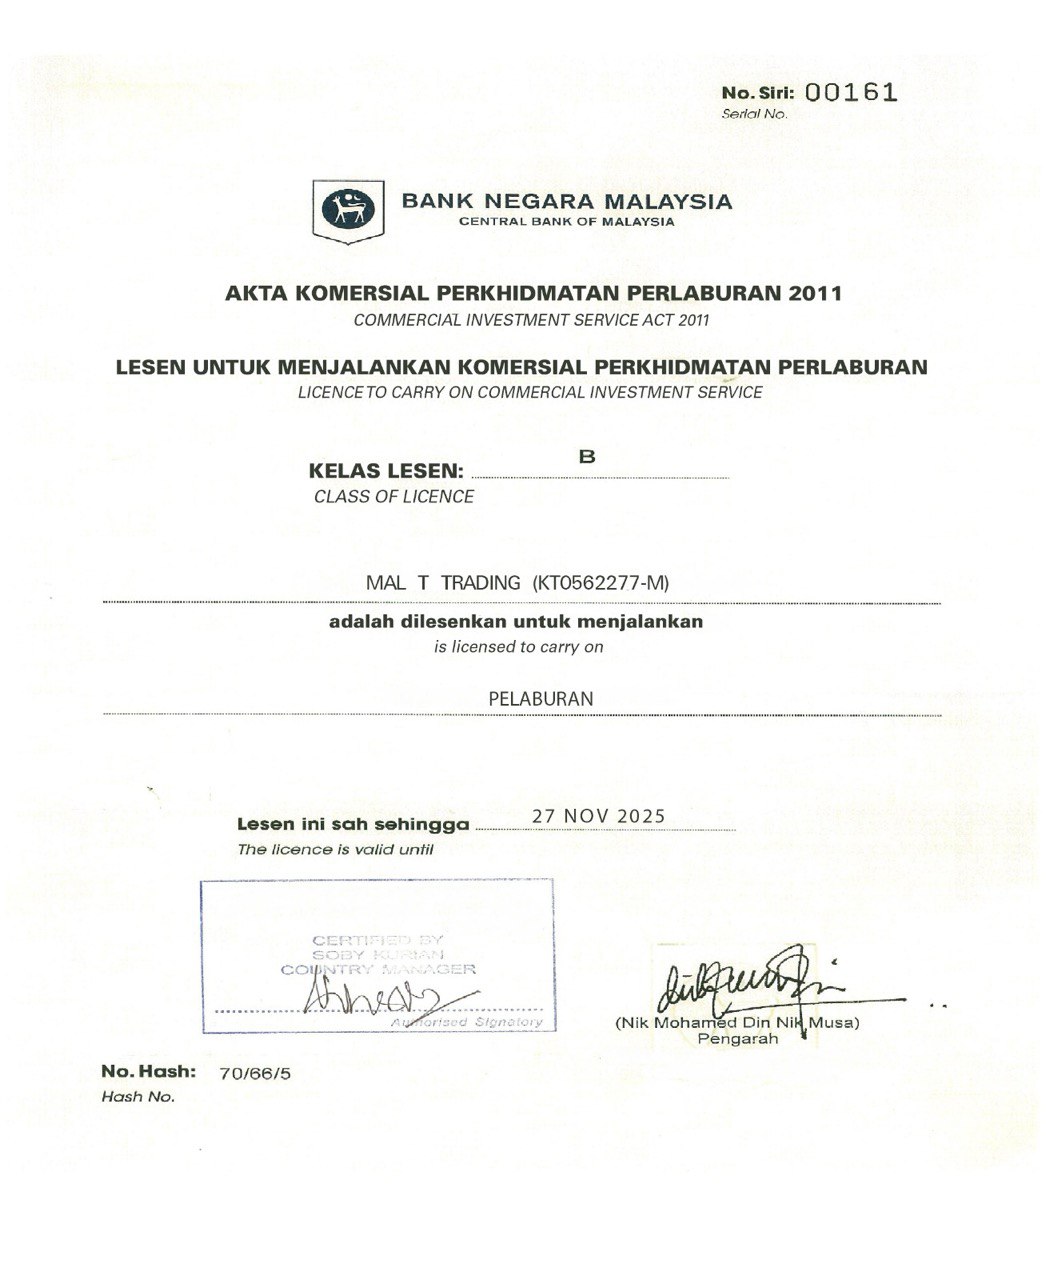 No. Siri: 00161
Serial No.
BANK NEGARA MALAYSIA
CENTRAL BANK OF MALAYSIA
AKTA KOMERSIAL PERKHIDMATAN PERLABURAN 2011
COMMERCIAL INVESTMENT SERVICE ACT 2011
LESEN UNTUK MENJALANKAN KOMERSIAL PERKHIDMATAN PERLABURAN
LICENCE TO CARRY ON COMMERCIAL INVESTMENT SERVICE
KELAS LESEN: B
CLASS OF LICENCE
MAL T TRADING (KT0562277-M)
adalah dilesenkan untuk menjalankan
is licensed to carry on
PELABURAN
Lesen ini sah sehingga 27 NOV 2025
The licence is valid until
CERTIFIED BY
SOBY KURIAN
COUNTRY MANAGER
Authorised Signatory
(Nik Mohamed Din Nik Musa)
Pengarah
No. Hash: 70/66/5
Hash No.